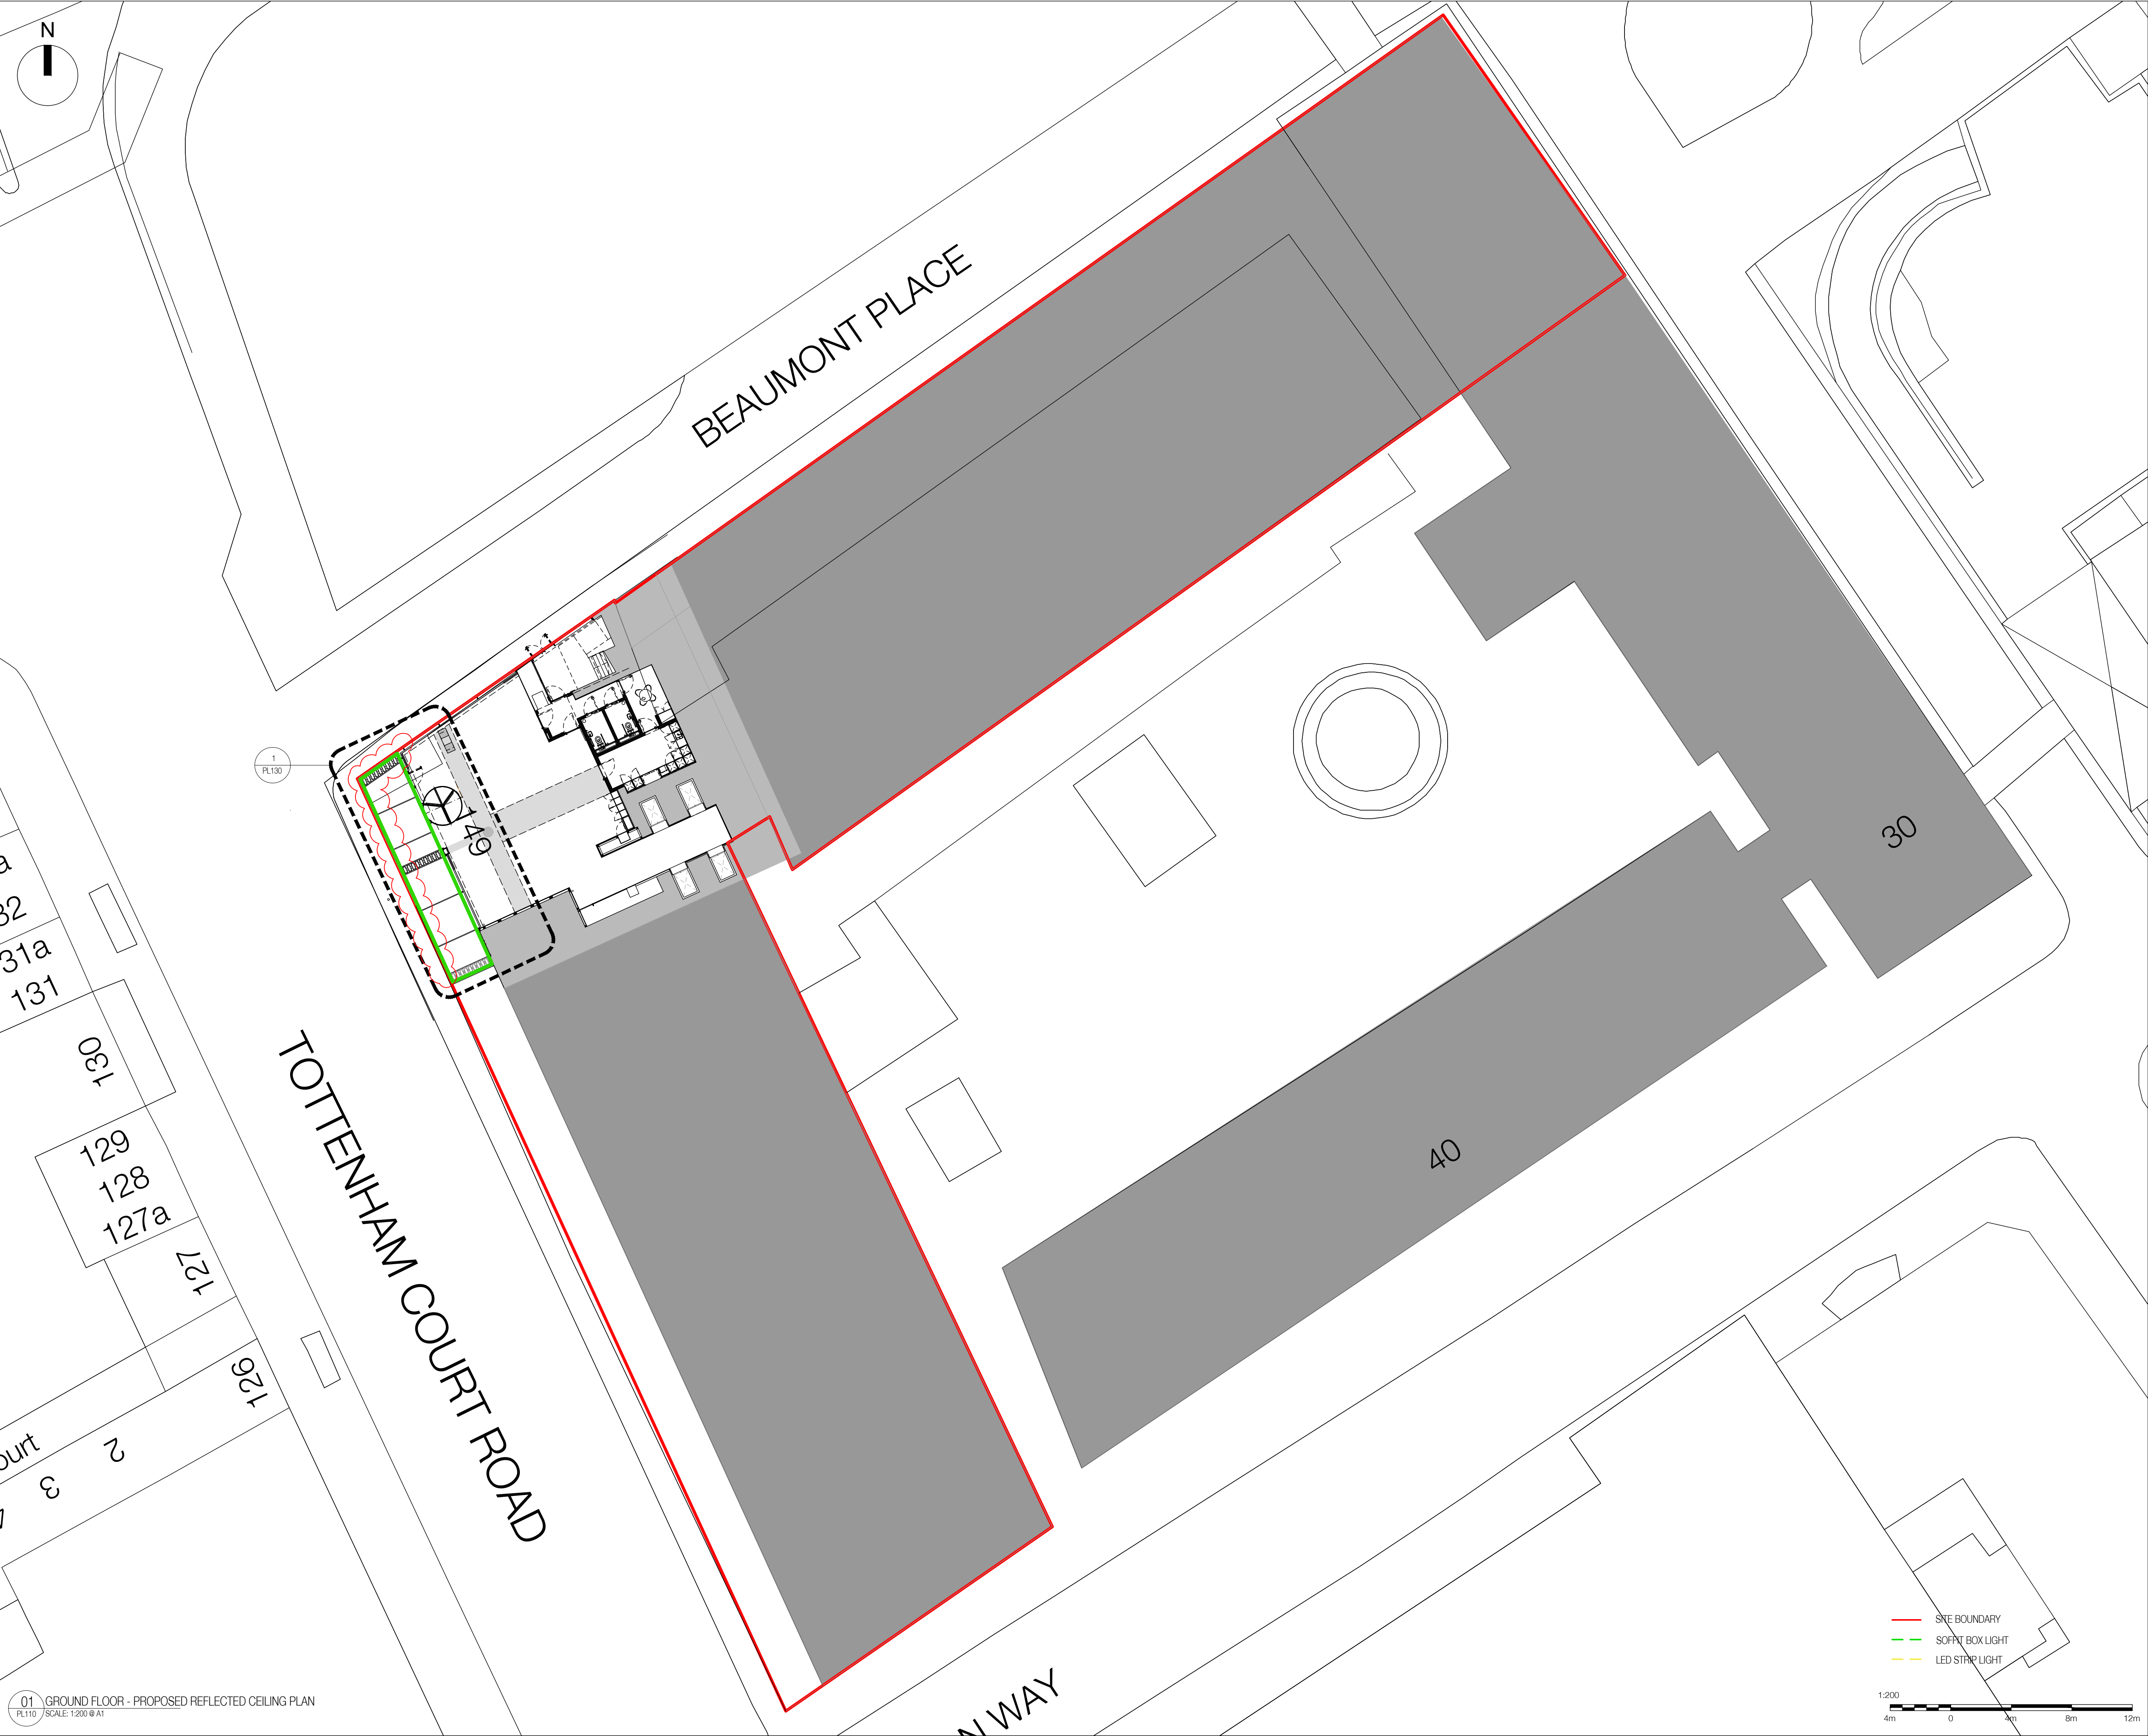 N
BEAUMONT PLACE
1
PL130
149
30
31a
131
130
129
128
127a
127
126
2
3
40
TOTTENHAM COURT ROAD
WAY
SITE BOUNDARY
SOFFIT BOX LIGHT
LED STRIP LIGHT
1:200
4m 0 4m 8m 12m
01 GROUND FLOOR - PROPOSED REFLECTED CEILING PLAN
PL110 SCALE: 1:200 @ A1